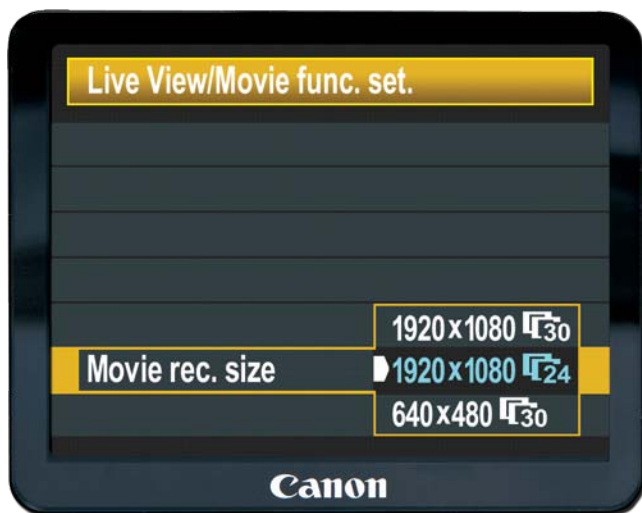 Live View/Movie func. set.
1920x1080 30
Movie rec. size 1920x1080 24
640x480 30
Canon